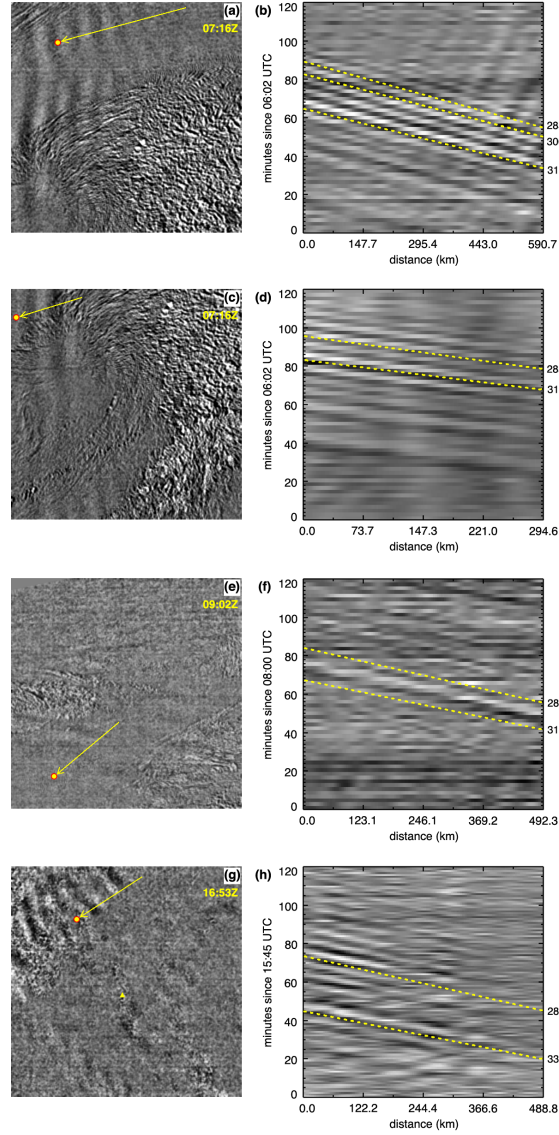 (a)
07:16Z
(b)
minutes since 06:02 UTC
120
100
80
60
40
20
0
28
30
31
0.0 147.7 295.4 443.0 590.7
distance (km)
(c)
07:16Z
(d)
minutes since 06:02 UTC
120
100
80
60
40
20
0
28
31
0.0 73.7 147.3 221.0 294.6
distance (km)
(e)
09:02Z
(f)
minutes since 08:00 UTC
120
100
80
60
40
20
0
28
31
0.0 123.1 246.1 369.2 492.3
distance (km)
(g)
16:53Z
(h)
minutes since 15:45 UTC
120
100
80
60
40
20
0
28
33
0.0 122.2 244.4 366.6 488.8
distance (km)